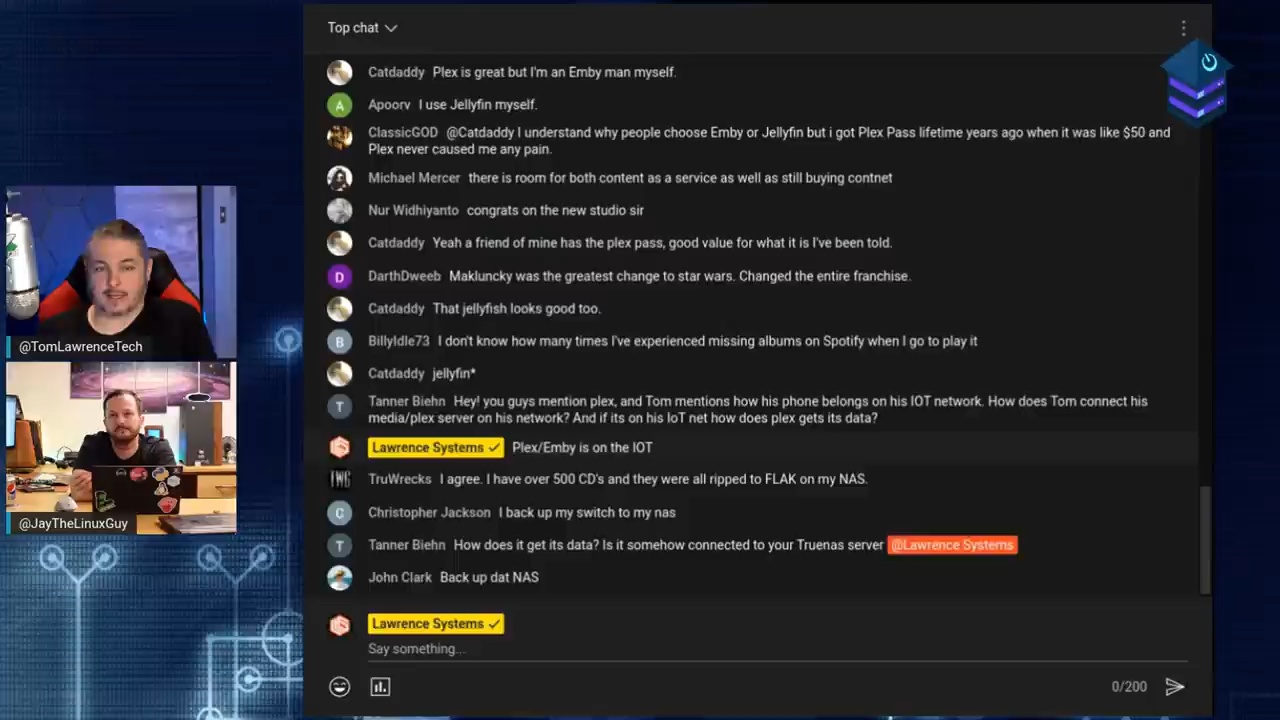 Top chat
Catdaddy Plex is great but I'm an Emby man myself.
A Apoorv I use Jellyfin myself.
ClassicGOD @Catdaddy I understand why people choose Emby or Jellyfin but i got Plex Pass lifetime years ago when it was like $50 and
Plex never caused me any pain.
Michael Mercer there is room for both content as a service as well as still buying contnet
Nur Widhiyanto congrats on the new studio sir
Catdaddy Yeah a friend of mine has the plex pass, good value for what it is I've been told.
D DarthDweeb Makluncky was the greatest change to star wars. Changed the entire franchise.
Catdaddy That jellyfish looks good too.
B BillyIdle73 I don't know how many times I've experienced missing albums on Spotify when I go to play it
Catdaddy jellyfin*
T Tanner Biehn Hey! you guys mention plex, and Tom mentions how his phone belongs on his IOT network. How does Tom connect his
media/plex server on his network? And if its on his IoT net how does plex gets its data?
Lawrence Systems Plex/Emby is on the IOT
TruWrecks I agree. I have over 500 CD's and they were all ripped to FLAK on my NAS.
C Christopher Jackson I back up my switch to my nas
T Tanner Biehn How does it get its data? Is it somehow connected to your Truenas server @Lawrence Systems
John Clark Back up dat NAS
Lawrence Systems
Say something...
0/200
@TomLawrenceTech
@JayTheLinuxGuy